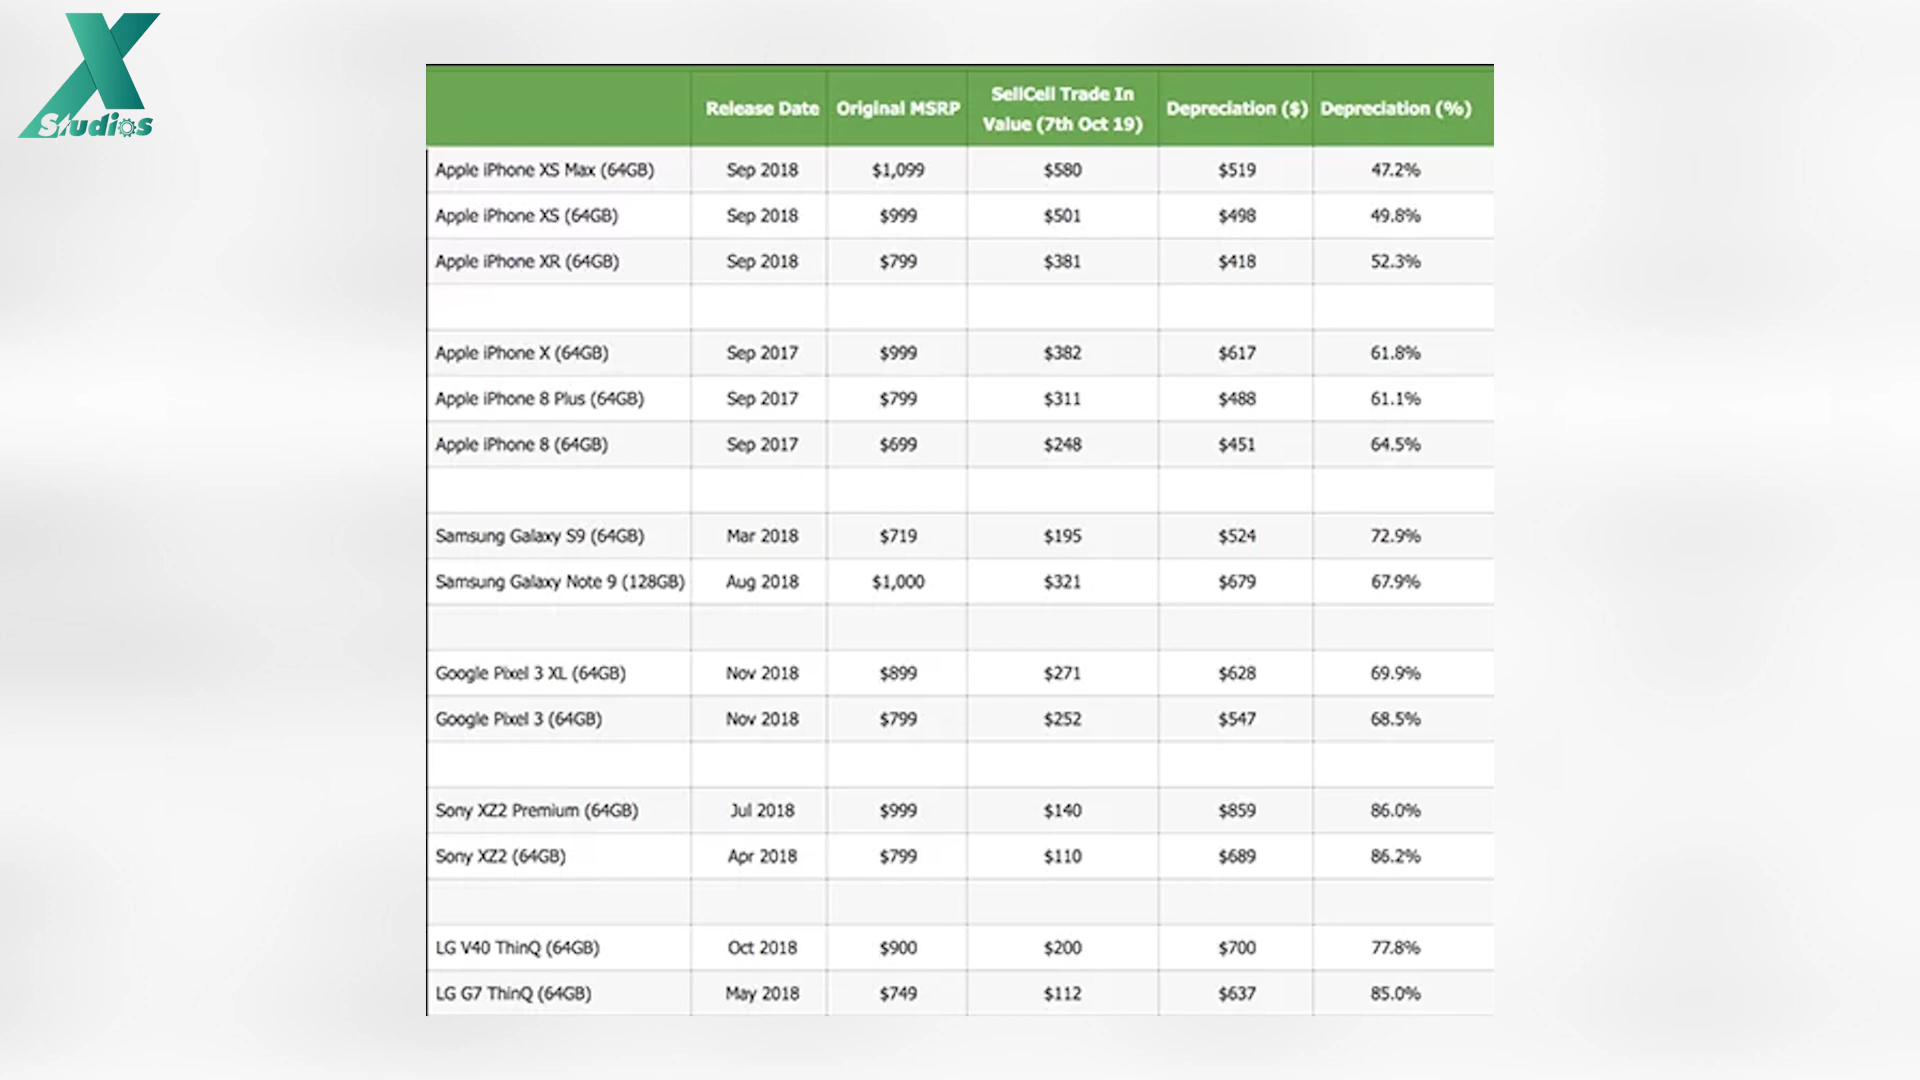 X
Studios
Release Date Original MSRP SellCell Trade In Value (7th Oct 19) Depreciation ($) Depreciation (%)
Apple iPhone XS Max (64GB) Sep 2018 $1,099 $580 $519 47.2%
Apple iPhone XS (64GB) Sep 2018 $999 $501 $498 49.8%
Apple iPhone XR (64GB) Sep 2018 $799 $381 $418 52.3%
Apple iPhone X (64GB) Sep 2017 $999 $382 $617 61.8%
Apple iPhone 8 Plus (64GB) Sep 2017 $799 $311 $488 61.1%
Apple iPhone 8 (64GB) Sep 2017 $699 $248 $451 64.5%
Samsung Galaxy S9 (64GB) Mar 2018 $719 $195 $524 72.9%
Samsung Galaxy Note 9 (128GB) Aug 2018 $1,000 $321 $679 67.9%
Google Pixel 3 XL (64GB) Nov 2018 $899 $271 $628 69.9%
Google Pixel 3 (64GB) Nov 2018 $799 $252 $547 68.5%
Sony XZ2 Premium (64GB) Jul 2018 $999 $140 $859 86.0%
Sony XZ2 (64GB) Apr 2018 $799 $110 $689 86.2%
LG V40 ThinQ (64GB) Oct 2018 $900 $200 $700 77.8%
LG G7 ThinQ (64GB) May 2018 $749 $112 $637 85.0%